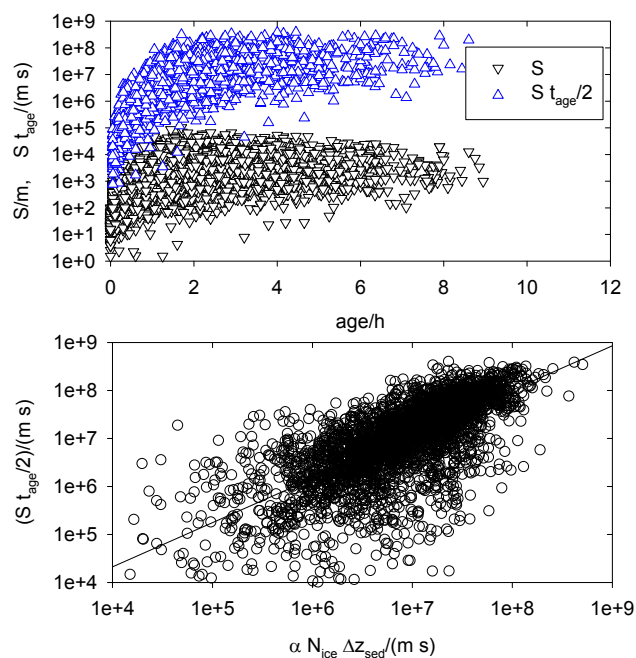 1e+9
1e+8
1e+7
1e+6
1e+5
1e+4
1e+3
1e+2
1e+1
1e+0
S/m, S t_age/(m s)
S
S t_age/2
0 2 4 6 8 10 12
age/h
1e+9
1e+8
1e+7
1e+6
1e+5
1e+4
(S t_age/2)/(m s)
1e+4 1e+5 1e+6 1e+7 1e+8 1e+9
α N_ice Δz_sed/(m s)